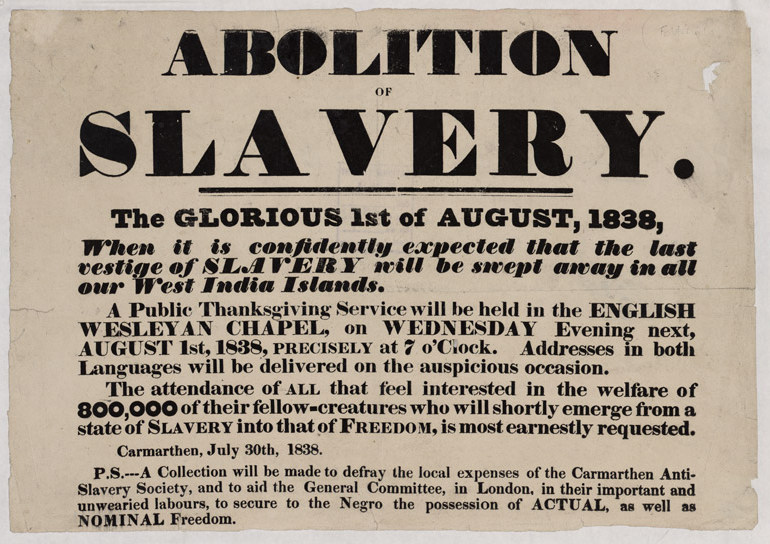 ABOLITION
OF
SLAVERY.
The GLORIOUS 1st of AUGUST, 1838,
When it is confidently expected that the last
vestige of SLAVERY will be swept away in all
our West India Islands.
A Public Thanksgiving Service will be held in the ENGLISH
WESLEYAN CHAPEL, on WEDNESDAY Evening next,
AUGUST 1st, 1838, PRECISELY at 7 o'Clock. Addresses in both
Languages will be delivered on the auspicious occasion.
The attendance of ALL that feel interested in the welfare of
800,000 of their fellow-creatures who will shortly emerge from a
state of SLAVERY into that of FREEDOM, is most earnestly requested.
Carmarthen, July 30th, 1838.
P.S.---A Collection will be made to defray the local expenses of the Carmarthen Anti-
Slavery Society, and to aid the General Committee, in London, in their important and
unwearied labours, to secure to the Negro the possession of ACTUAL, as well as
NOMINAL Freedom.